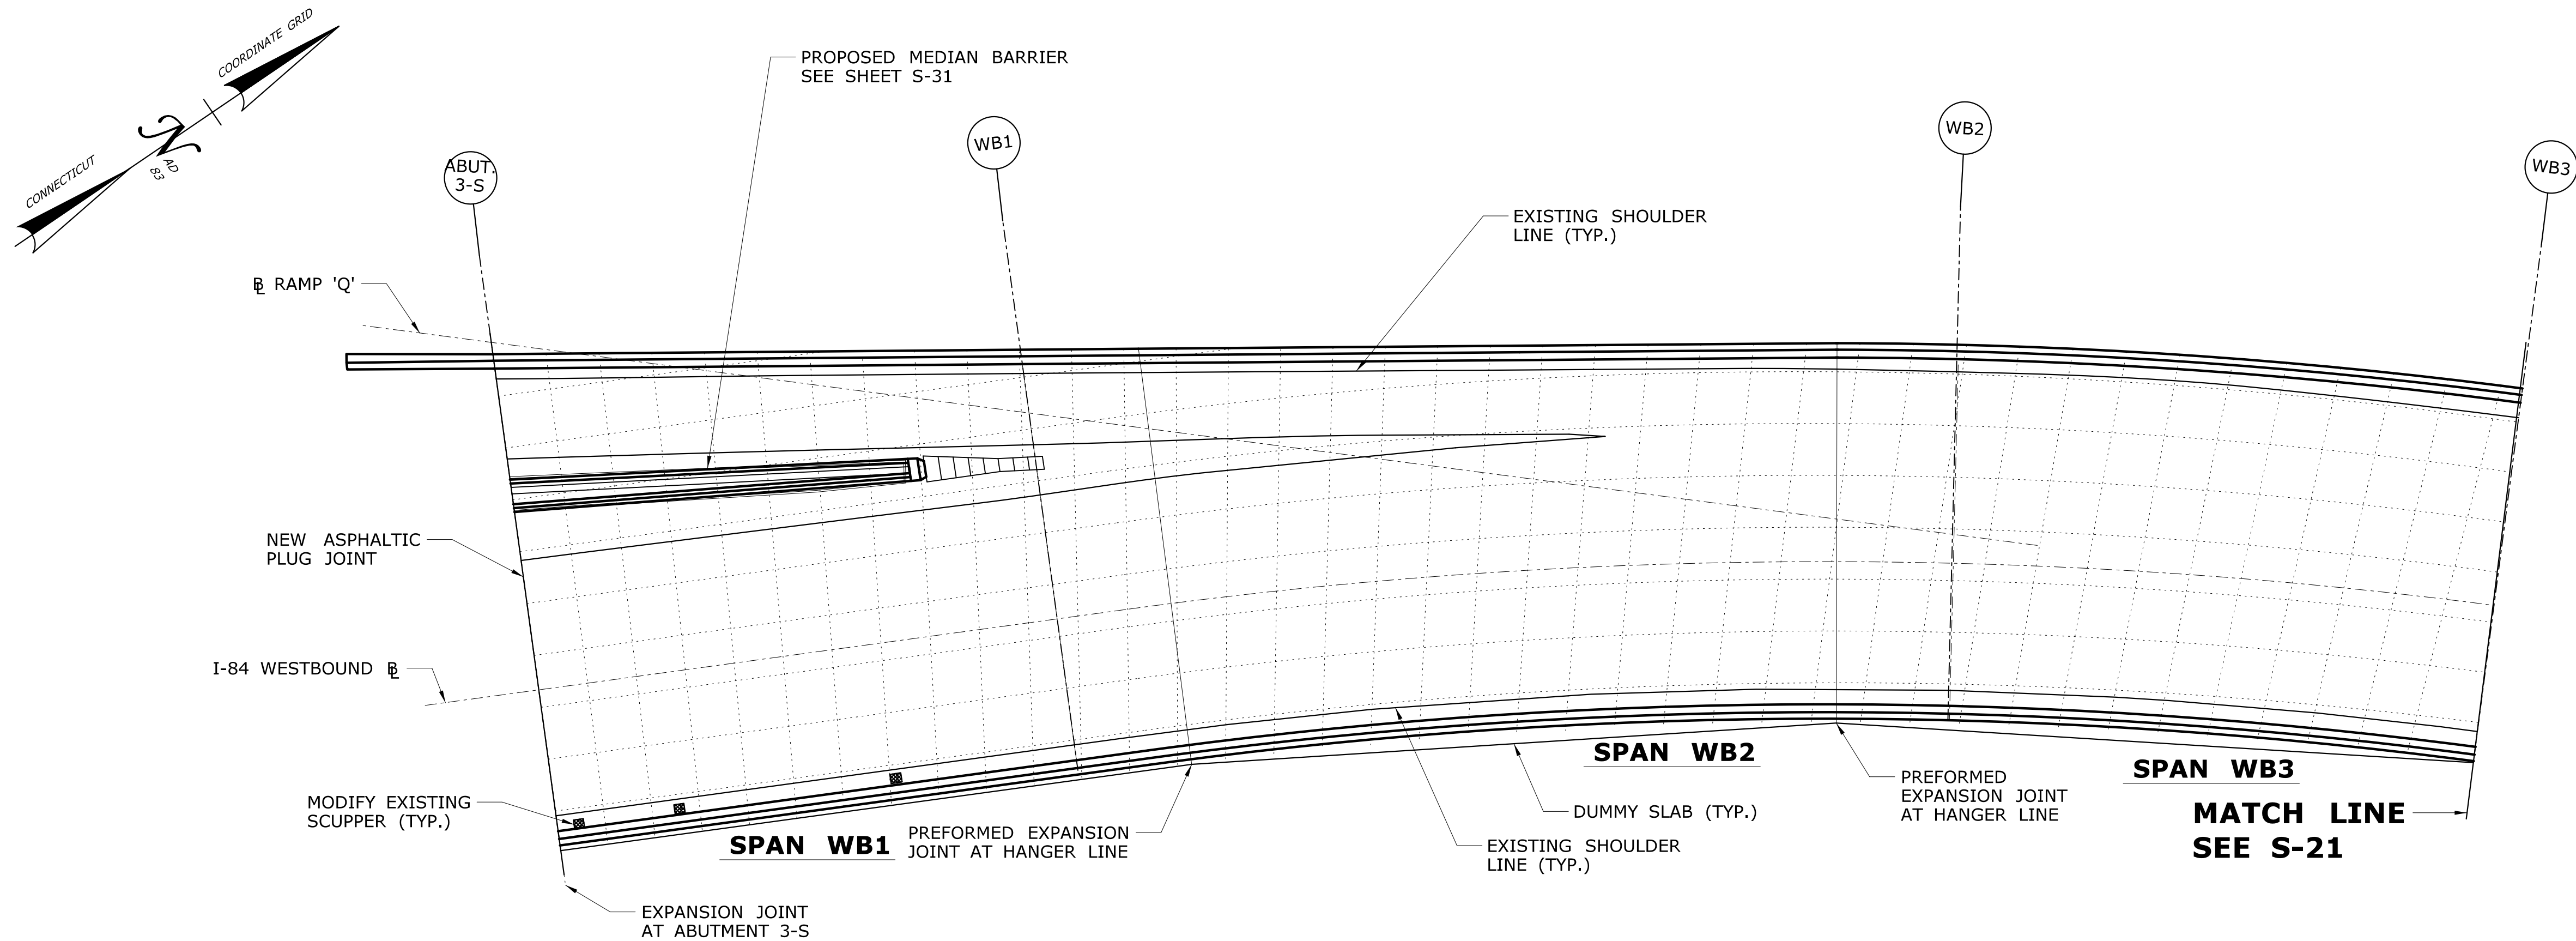 COORDINATE GRID
CONNECTICUT
N
AD
83
PROPOSED MEDIAN BARRIER
SEE SHEET S-31
ABUT.
3-S
WB1
WB2
WB3
EXISTING SHOULDER
LINE (TYP.)
BL RAMP 'Q'
NEW ASPHALTIC
PLUG JOINT
I-84 WESTBOUND BL
MODIFY EXISTING
SCUPPER (TYP.)
SPAN WB1
PREFORMED EXPANSION
JOINT AT HANGER LINE
EXPANSION JOINT
AT ABUTMENT 3-S
SPAN WB2
DUMMY SLAB (TYP.)
EXISTING SHOULDER
LINE (TYP.)
PREFORMED
EXPANSION JOINT
AT HANGER LINE
SPAN WB3
MATCH LINE
SEE S-21